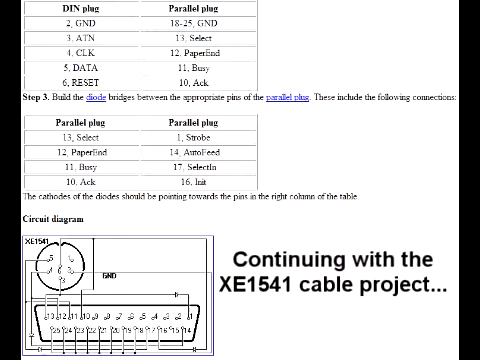 DIN plug Parallel plug
2, GND 18-25, GND
3, ATN 13, Select
4, CLK 12, PaperEnd
5, DATA 11, Busy
6, RESET 10, Ack
Step 3. Build the diode bridges between the appropriate pins of the parallel plug. These include the following connections:
Parallel plug Parallel plug
13, Select 1, Strobe
12, PaperEnd 14, AutoFeed
11, Busy 17, SelectIn
10, Ack 16, Init
The cathodes of the diodes should be pointing towards the pins in the right column of the table
Circuit diagram
XE1541
GND
Continuing with the
XE1541 cable project...